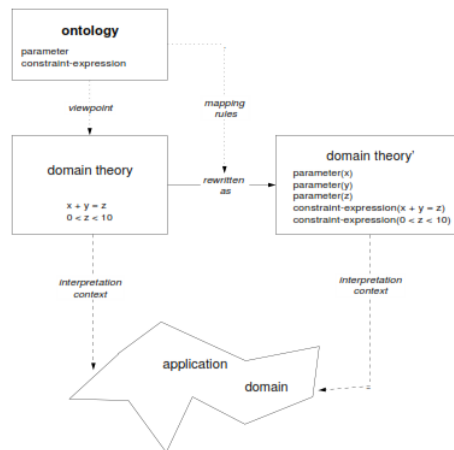 ontology
parameter
constraint-expression
viewpoint
mapping
rules
domain theory
x + y = z
0 < z < 10
rewritten
as
domain theory'
parameter(x)
parameter(y)
parameter(z)
constraint-expression(x + y = z)
constraint-expression(0 < z < 10)
interpretation
context
interpretation
context
application
domain